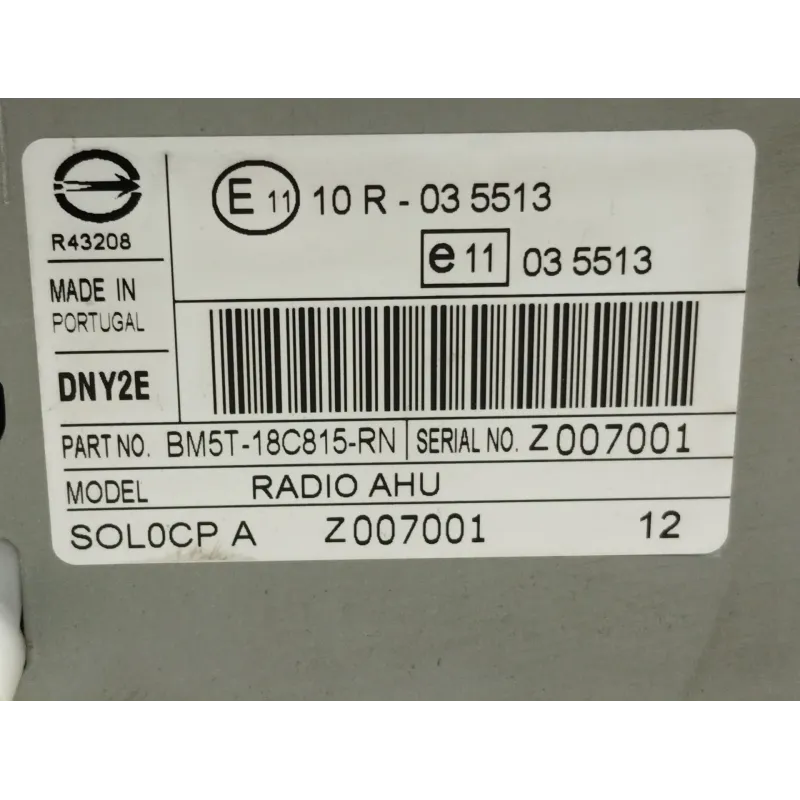 R43208
MADE IN
PORTUGAL
DNY2E
E 11 10 R - 03 5513
e 11 03 5513
PART NO. BM5T-18C815-RN SERIAL NO. Z007001
MODEL RADIO AHU
SOL0CP A Z007001 12